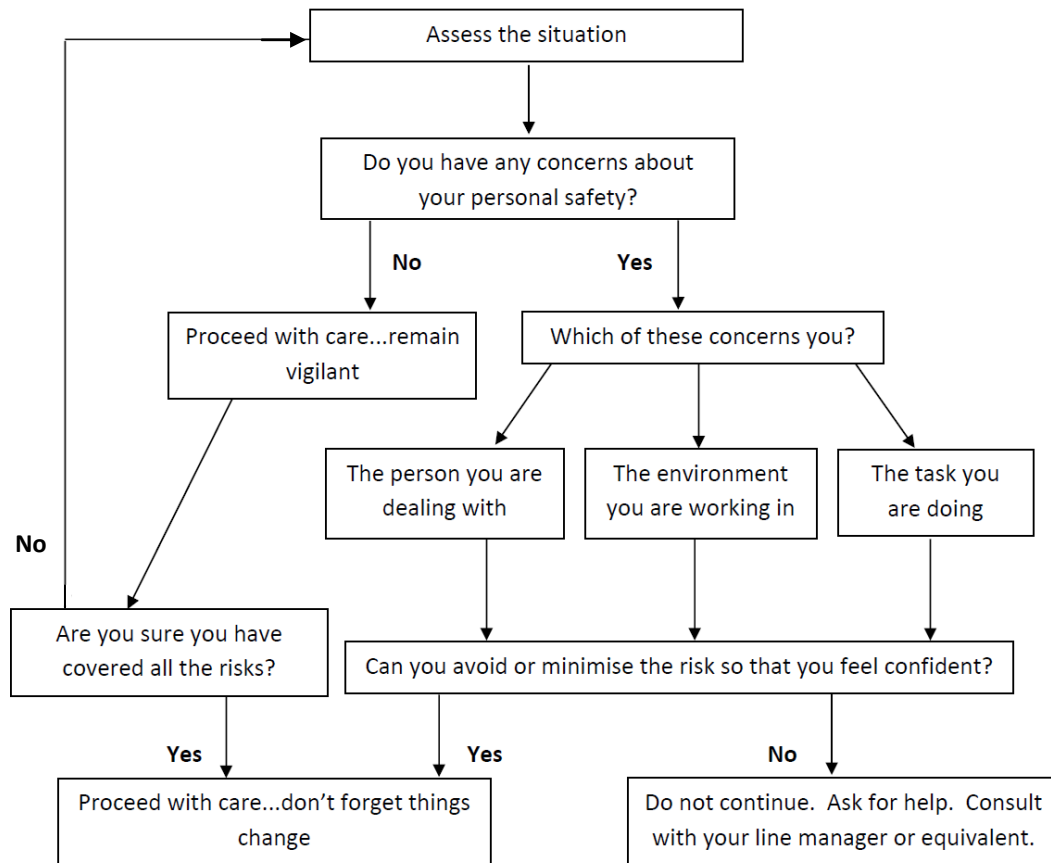 Assess the situation
Do you have any concerns about
your personal safety?
No
Yes
Proceed with care...remain
vigilant
Which of these concerns you?
The person you are
dealing with
The environment
you are working in
The task you
are doing
No
Are you sure you have
covered all the risks?
Can you avoid or minimise the risk so that you feel confident?
Yes
Yes
No
Proceed with care...don’t forget things
change
Do not continue.  Ask for help.  Consult
with your line manager or equivalent.